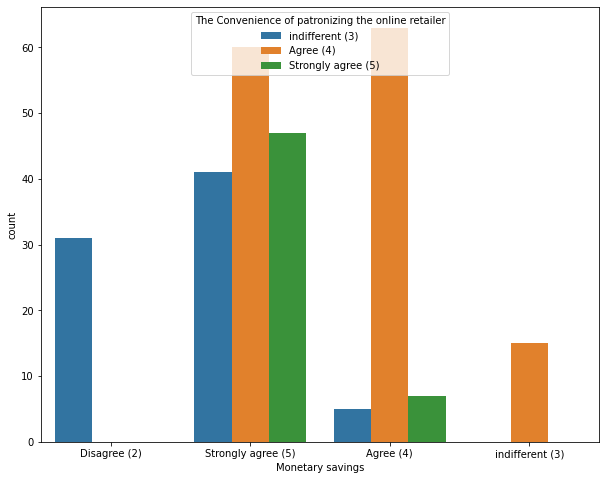 The Convenience of patronizing the online retailer
indifferent (3)
Agree (4)
Strongly agree (5)
60
50
40
30
20
10
0
count
Disagree (2)
Strongly agree (5)
Agree (4)
indifferent (3)
Monetary savings